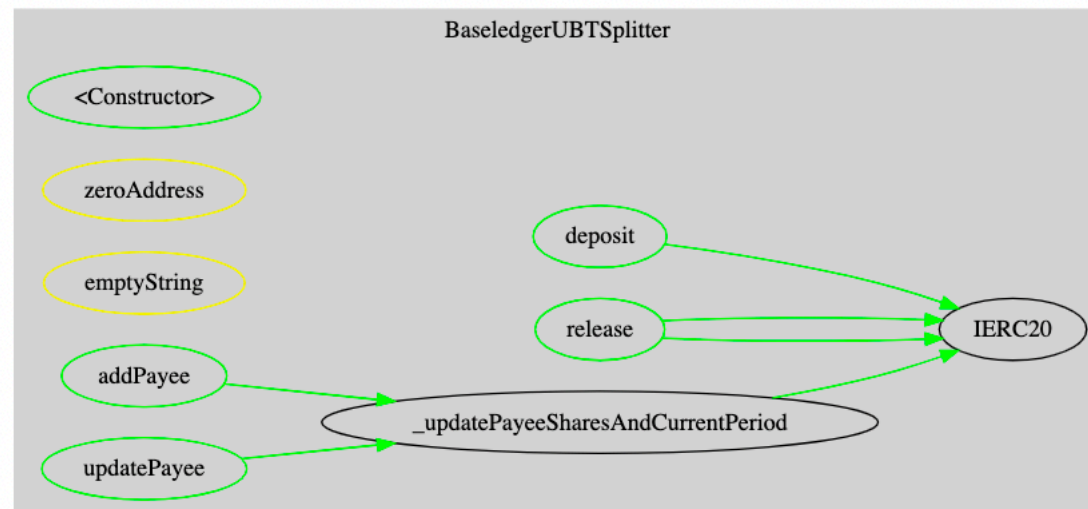 BaseledgerUBTSplitter
<Constructor>
zeroAddress
emptyString
deposit
release
IERC20
addPayee
_updatePayeeSharesAndCurrentPeriod
updatePayee